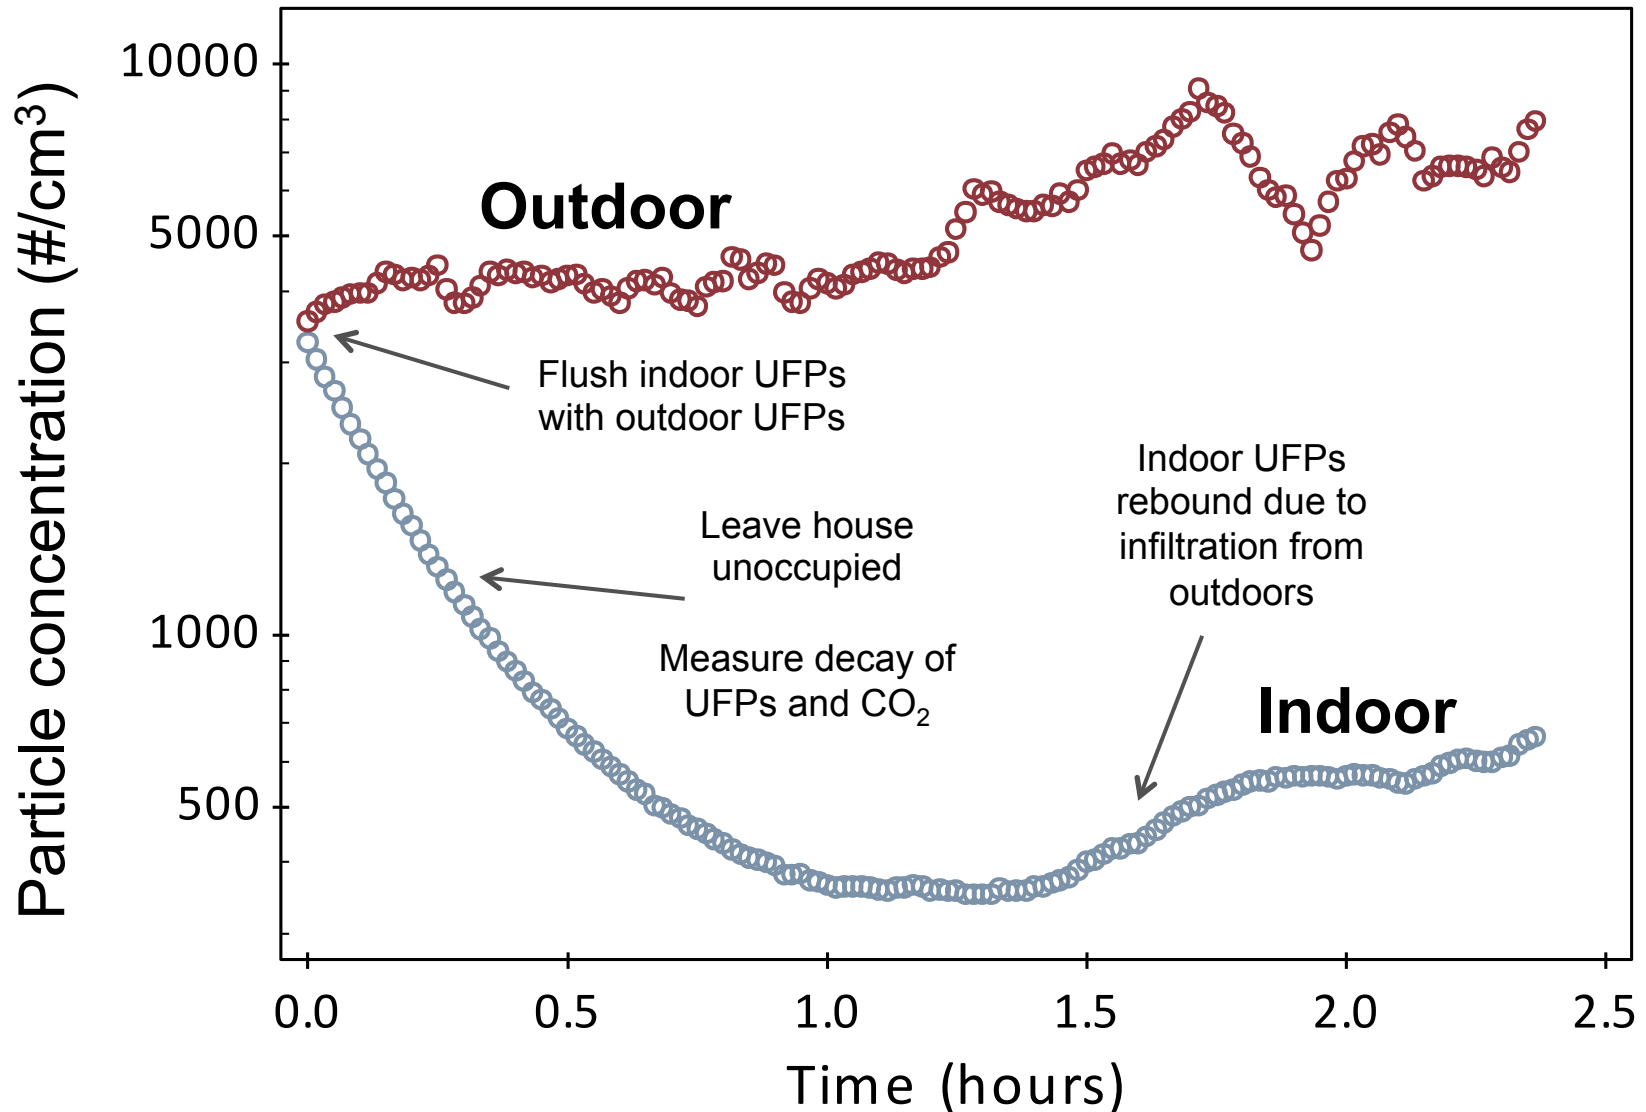 Particle concentration (#/cm³)
10000
5000
1000
500
Outdoor
Flush indoor UFPs
with outdoor UFPs
Leave house
unoccupied
Measure decay of
UFPs and CO₂
Indoor UFPs
rebound due to
infiltration from
outdoors
Indoor
0.0 0.5 1.0 1.5 2.0 2.5
Time (hours)